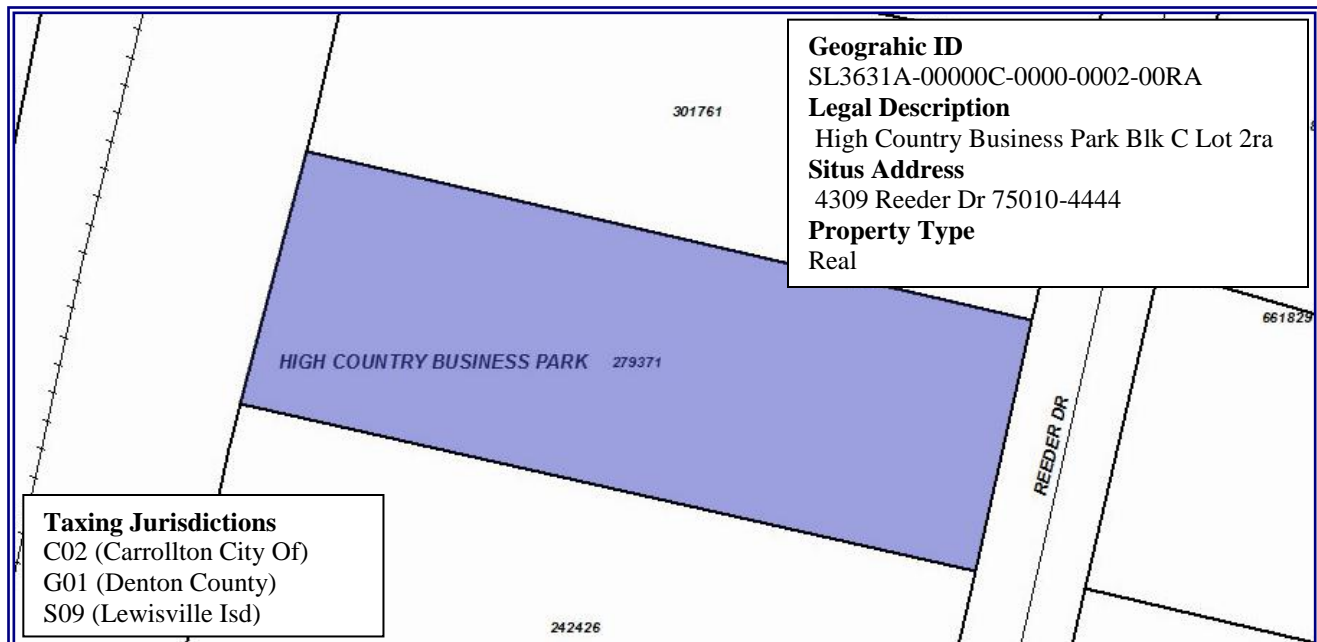 Geograhic ID
SL3631A-00000C-0000-0002-00RA
Legal Description
High Country Business Park Blk C Lot 2ra
Situs Address
4309 Reeder Dr 75010-4444
Property Type
Real
301761
661829
HIGH COUNTRY BUSINESS PARK 279371
REEDER DR
Taxing Jurisdictions
C02 (Carrollton City Of)
G01 (Denton County)
S09 (Lewisville Isd)
242426